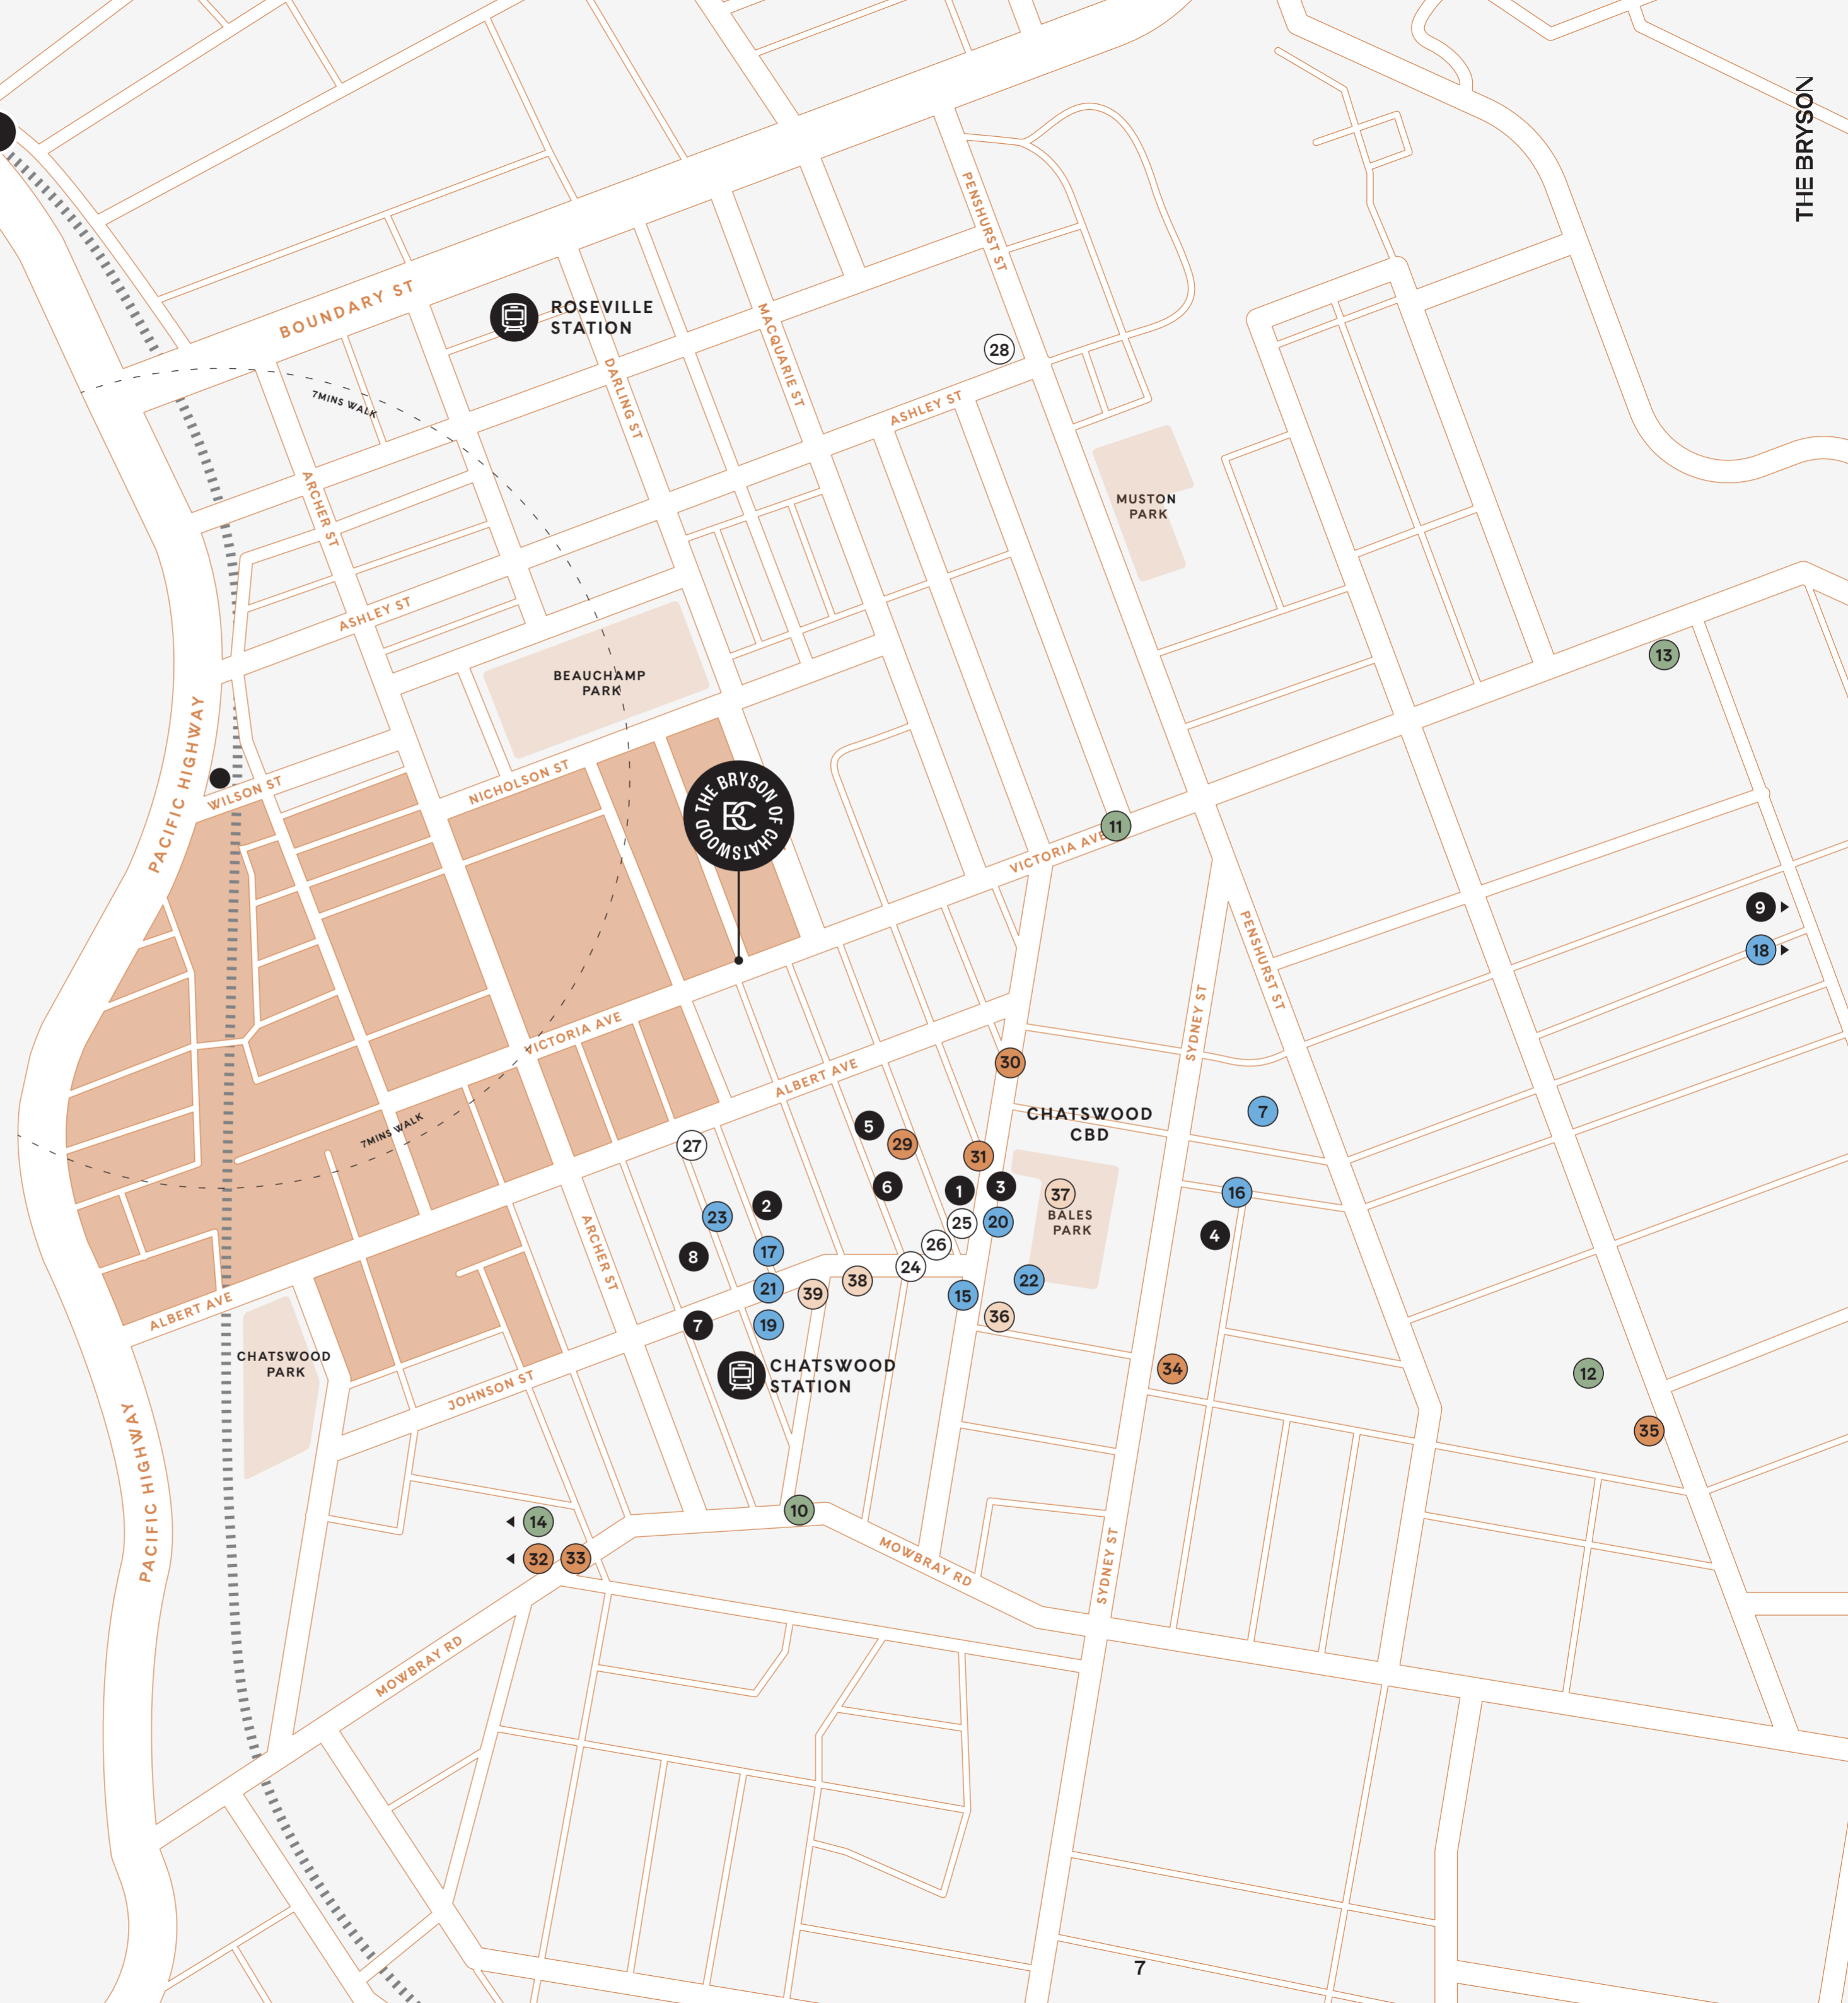 THE BRYSON
PENSHURST ST
BOUNDARY ST
ROSEVILLE
STATION
MACQUARIE ST
28
DARLING ST
7MINS WALK
ASHLEY ST
ARCHER ST
MUSTON
PARK
ASHLEY ST
13
BEAUCHAMP
PARK
PACIFIC HIGHWAY
WILSON ST
NICHOLSON ST
THE BRYSON OF CHATSWOOD
BC
11
VICTORIA AVE
9
18
PENSHURST ST
SYDNEY ST
VICTORIA AVE
30
ALBERT AVE
7
CHATSWOOD
CBD
7MINS WALK
5
29
27
31
6
1
3
37
16
2
23
25
20
BALES
PARK
4
26
ARCHER ST
8
17
24
22
21
39
38
15
ALBERT AVE
36
7
19
CHATSWOOD
PARK
CHATSWOOD
STATION
34
12
JOHNSON ST
35
PACIFIC HIGHWAY
10
14
32
33
MOWBRAY RD
SYDNEY ST
MOWBRAY RD
7